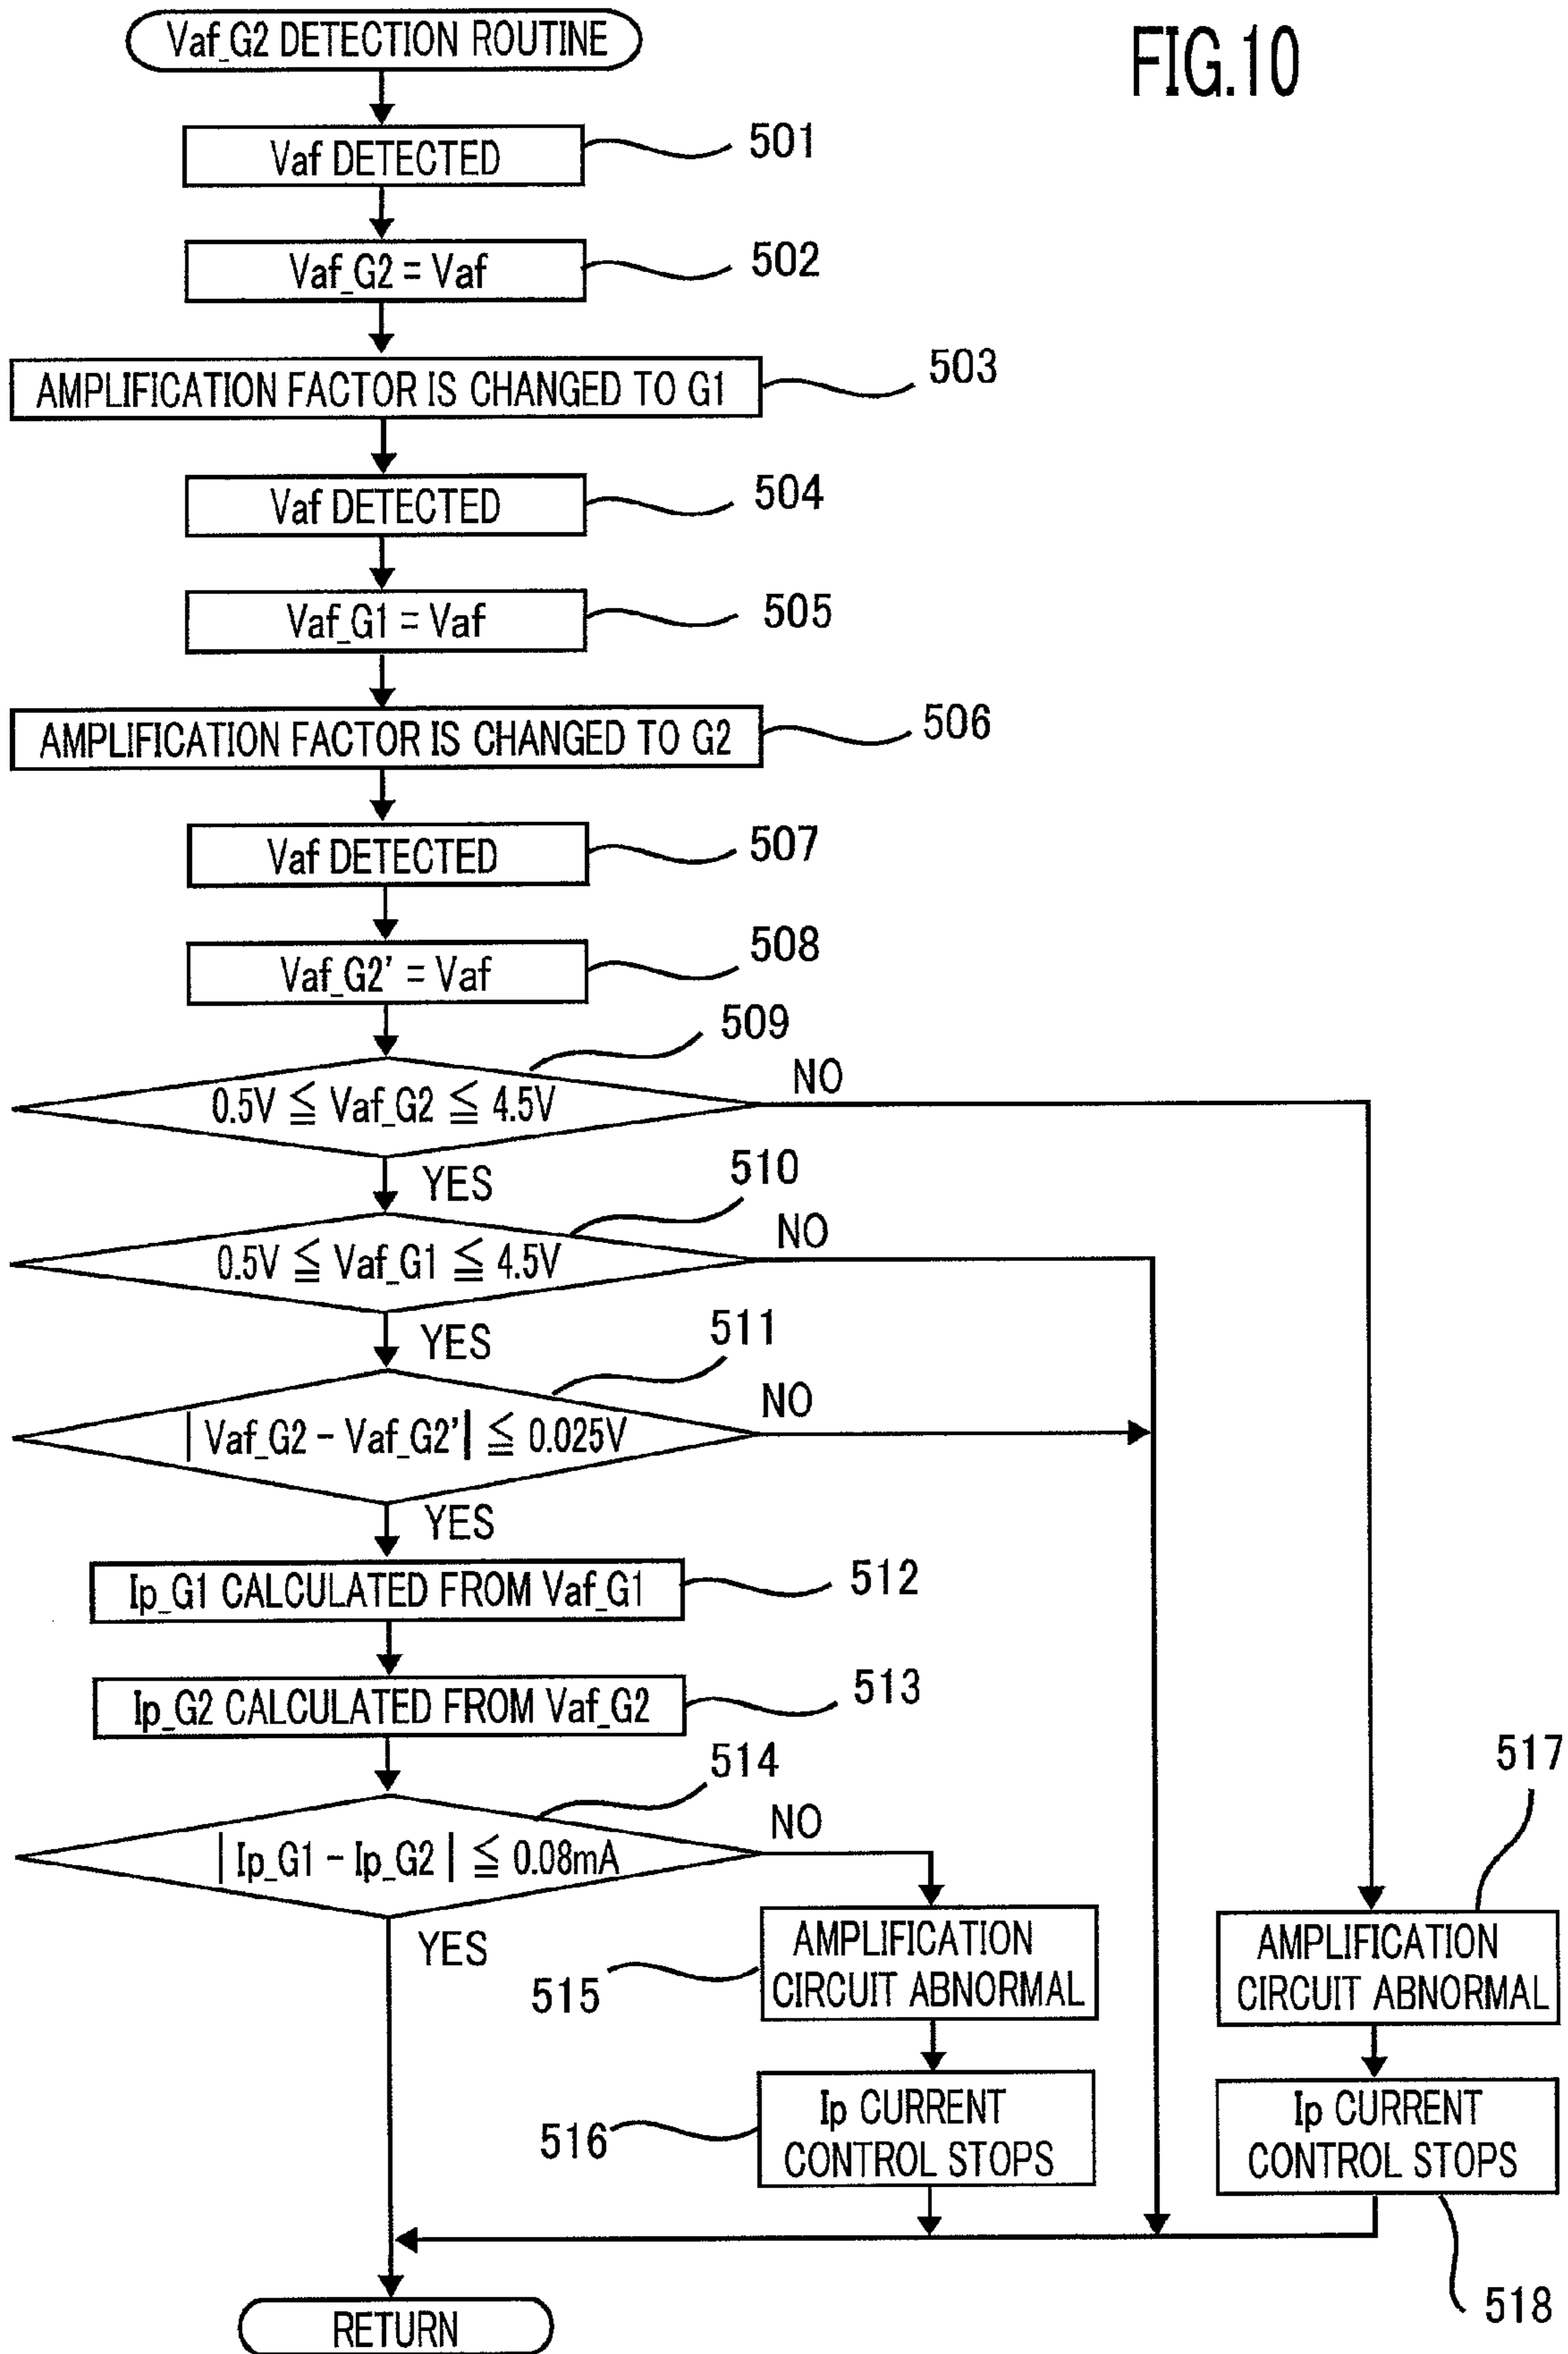 FIG.10
Vaf_G2 DETECTION ROUTINE
Vaf DETECTED
501
Vaf_G2 = Vaf
502
AMPLIFICATION FACTOR IS CHANGED TO G1
503
Vaf DETECTED
504
Vaf_G1 = Vaf
505
AMPLIFICATION FACTOR IS CHANGED TO G2
506
Vaf DETECTED
507
Vaf_G2' = Vaf
508
509
0.5V ≦ Vaf_G2 ≦ 4.5V
NO
YES
510
0.5V ≦ Vaf_G1 ≦ 4.5V
NO
YES
511
| Vaf_G2 - Vaf_G2'| ≦ 0.025V
NO
YES
Ip_G1 CALCULATED FROM Vaf_G1
512
Ip_G2 CALCULATED FROM Vaf_G2
513
514
| Ip_G1 - Ip_G2 | ≦ 0.08mA
NO
YES
AMPLIFICATION
CIRCUIT ABNORMAL
515
Ip CURRENT
CONTROL STOPS
516
517
AMPLIFICATION
CIRCUIT ABNORMAL
Ip CURRENT
CONTROL STOPS
518
RETURN